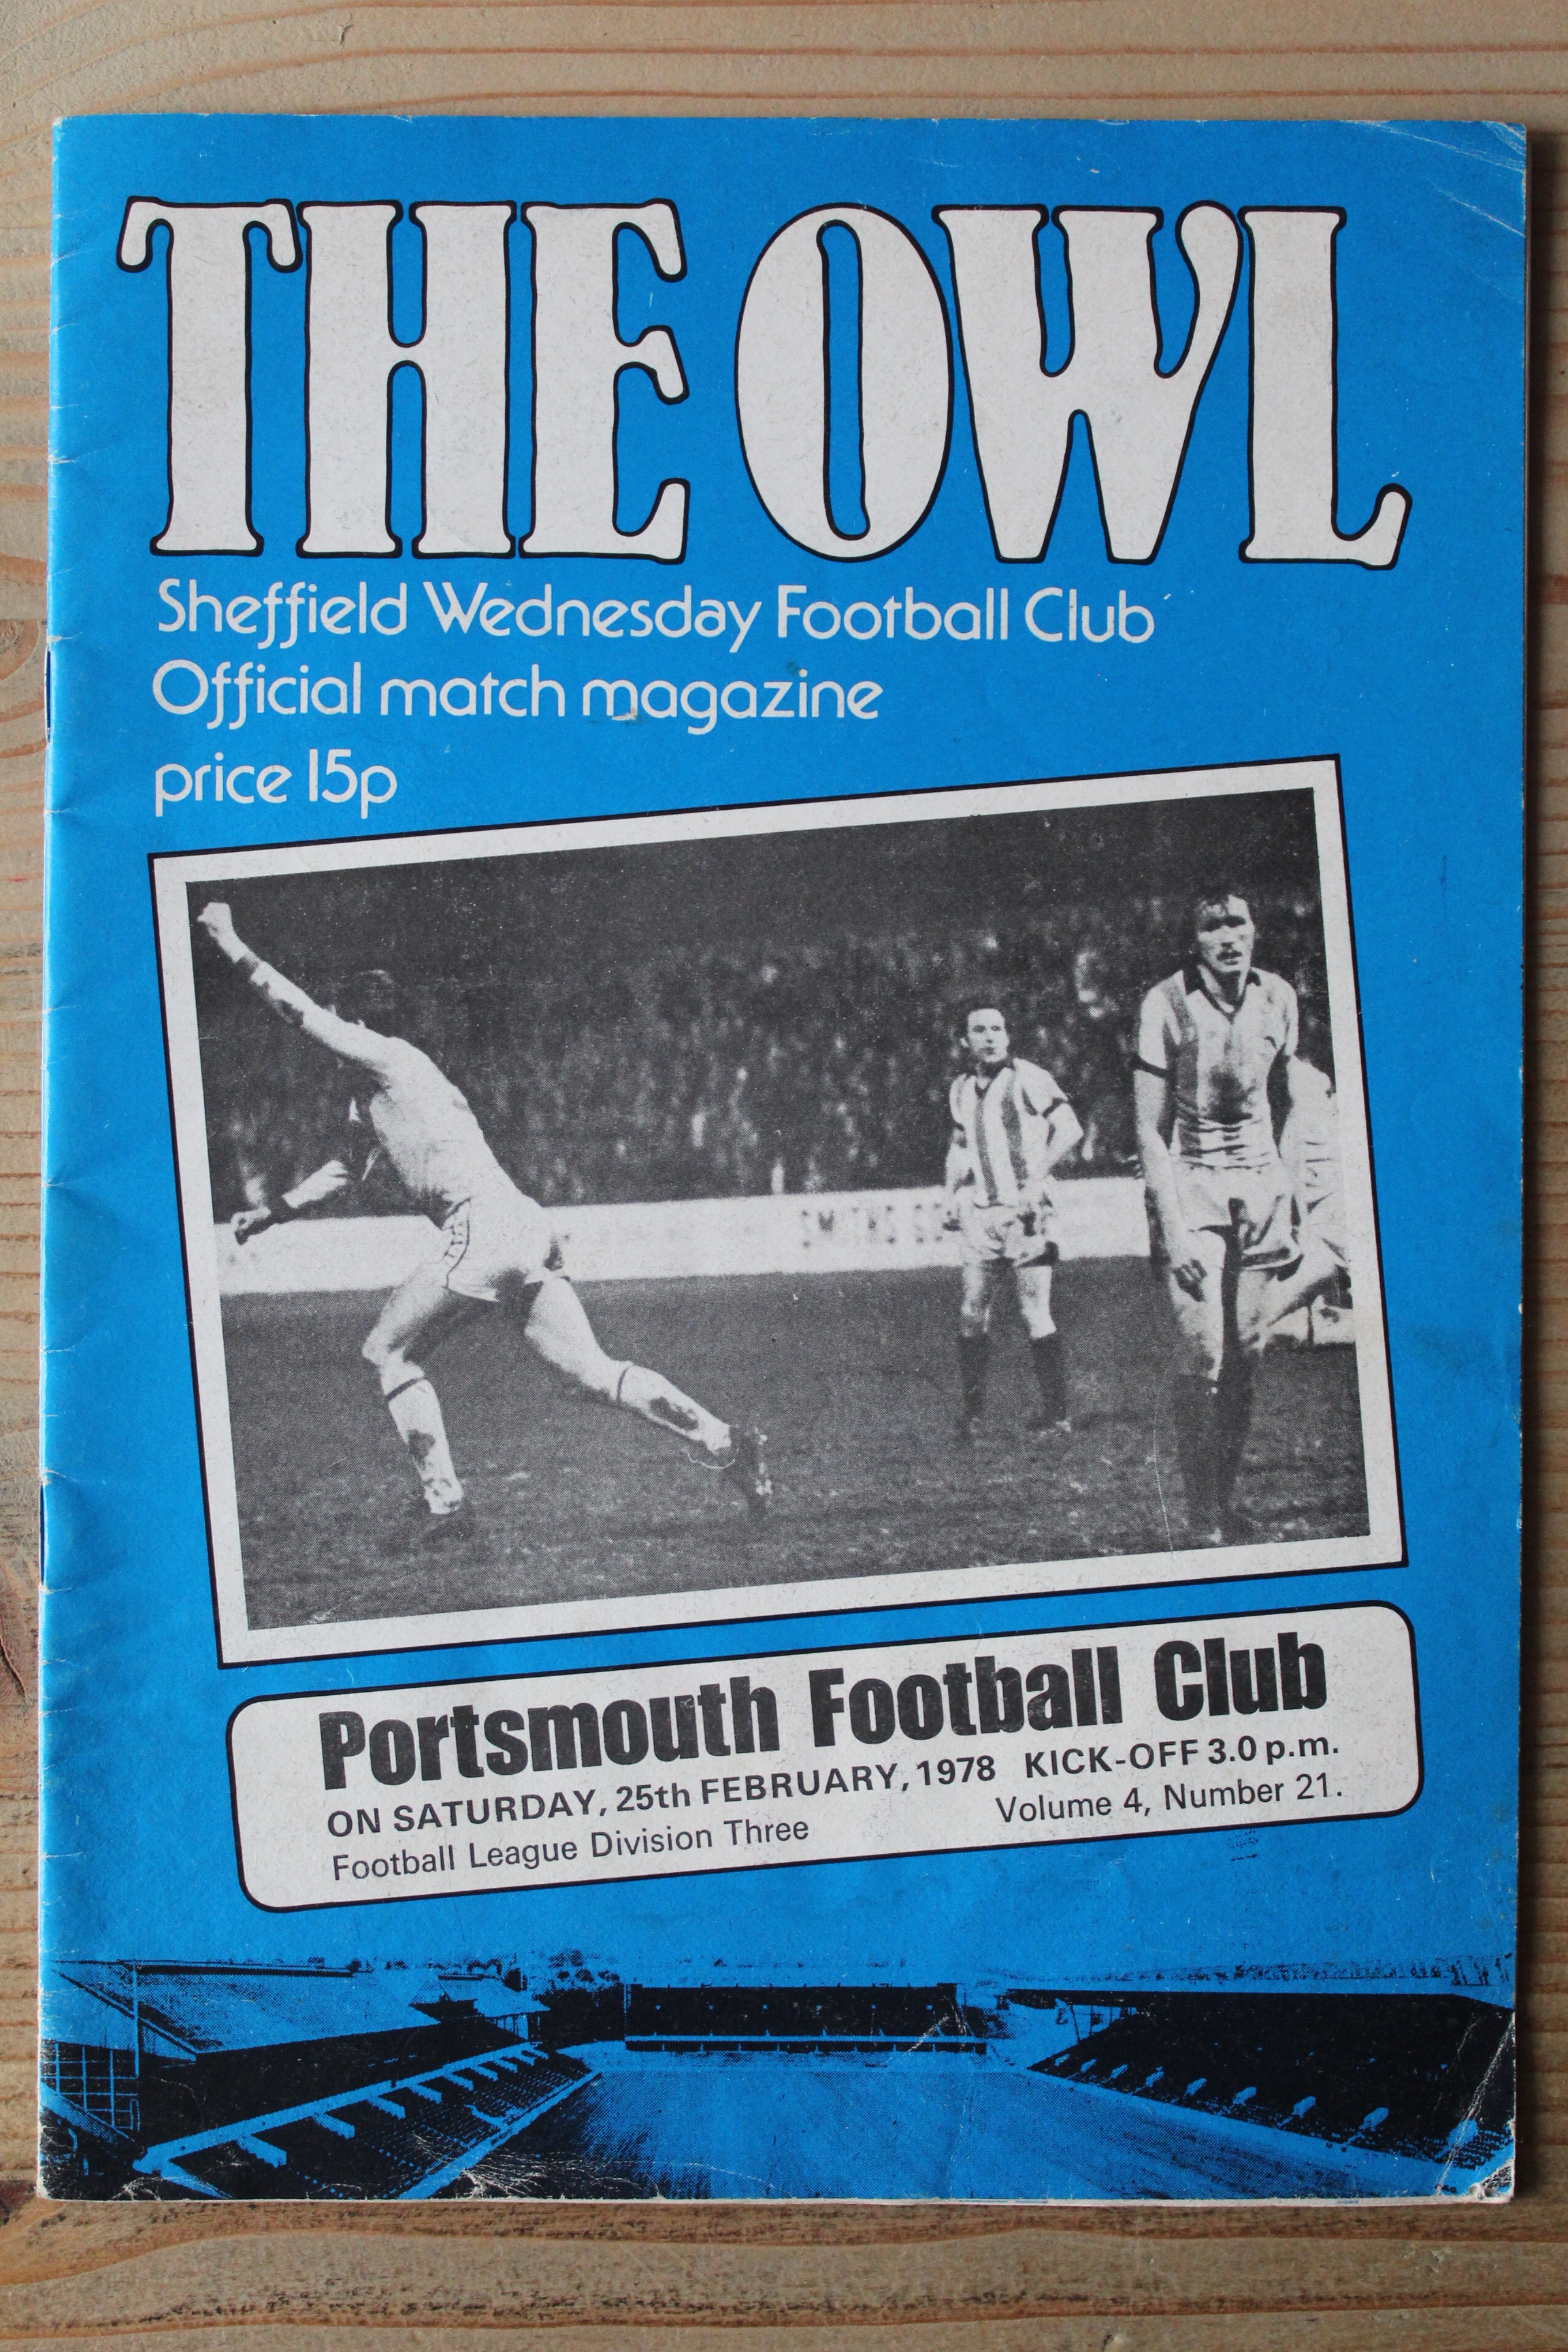 THE OWL
Sheffield Wednesday Football Club
Official match magazine
price 15p
SMITHS
Portsmouth Football Club
ON SATURDAY, 25th FEBRUARY, 1978 KICK-OFF 3.0 p.m.
Football League Division Three Volume 4, Number 21.